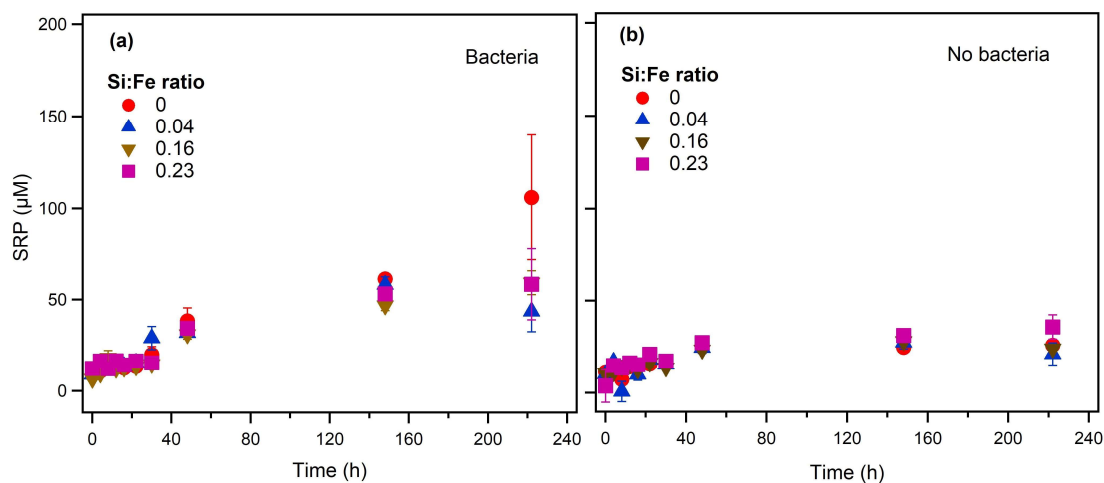 (a)
Bacteria
Si:Fe ratio
0
0.04
0.16
0.23
200
150
100
50
0
SRP (µM)
0 40 80 120 160 200 240
Time (h)
(b)
No bacteria
Si:Fe ratio
0
0.04
0.16
0.23
0 40 80 120 160 200 240
Time (h)